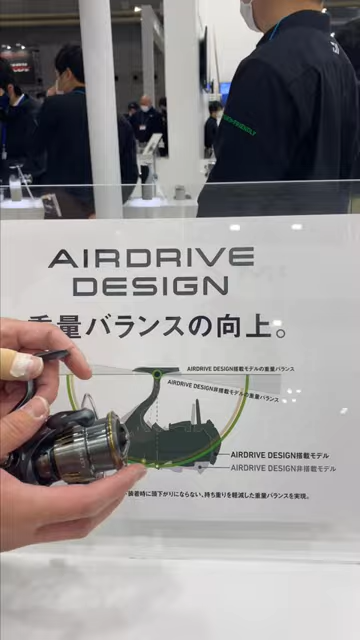 AIRDRIVE
DESIGN
重量バランスの向上。
AIRDRIVE DESIGN搭載モデルの重量バランス
AIRDRIVE DESIGN非搭載モデルの重量バランス
AIRDRIVE DESIGN搭載モデル
AIRDRIVE DESIGN非搭載モデル
装着時に頭下がりにならない、持ち重りを軽減した重量バランスを実現。